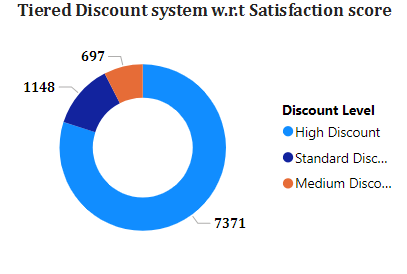 Tiered Discount system w.r.t Satisfaction score
697
1148
7371
Discount Level
High Discount
Standard Disc...
Medium Disco...